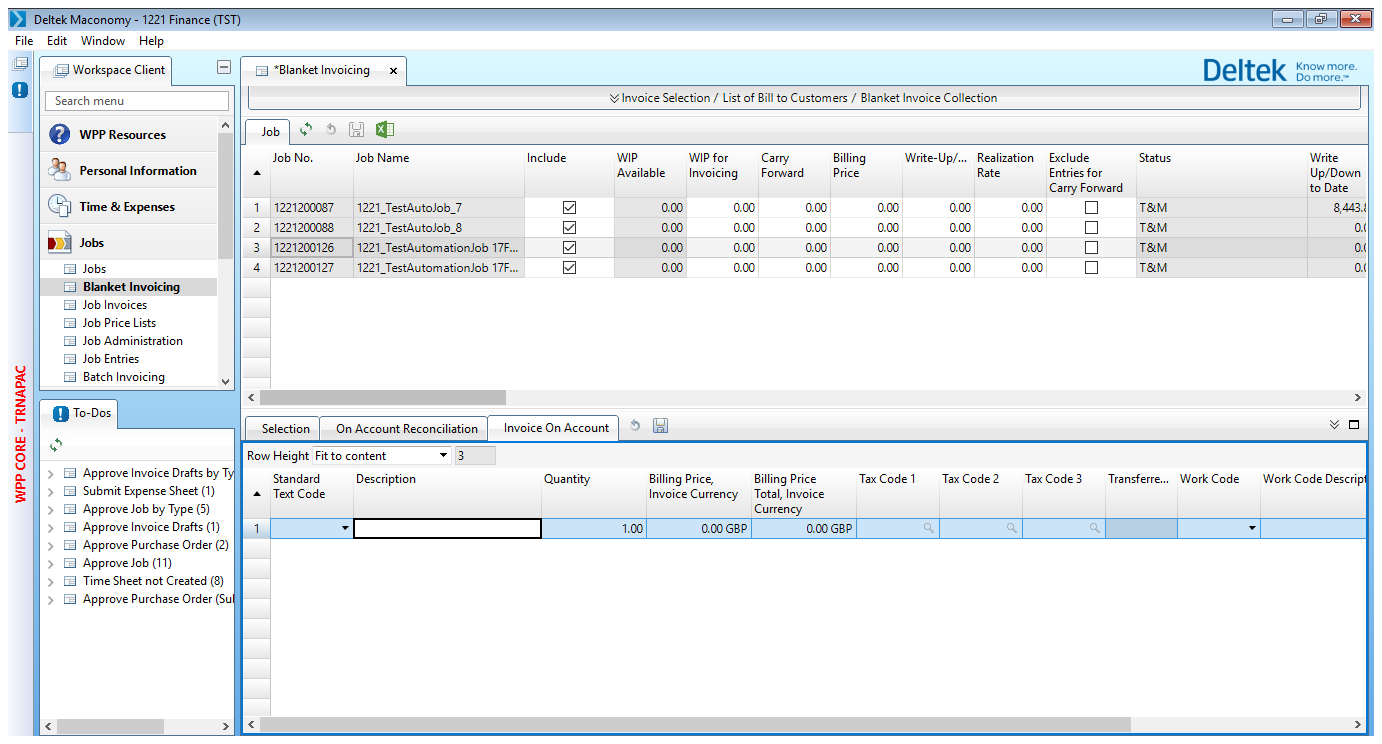 Deltek Maconomy - 1221 Finance (TST)
File Edit Window Help
Workspace Client
Search menu
WPP Resources
Personal Information
Time & Expenses
Jobs
Jobs
Blanket Invoicing
Job Invoices
Job Price Lists
Job Administration
Job Entries
Batch Invoicing
WPP CORE - TRNAPAC
To-Dos
Approve Invoice Drafts by Ty
Submit Expense Sheet (1)
Approve Job by Type (5)
Approve Invoice Drafts (1)
Approve Purchase Order (2)
Approve Job (11)
Time Sheet not Created (8)
Approve Purchase Order (Sul
*Blanket Invoicing x
Deltek Know more.
Do more.™
Invoice Selection / List of Bill to Customers / Blanket Invoice Collection
Job
Job No. Job Name Include WIP Available WIP for Invoicing Carry Forward Billing Price Write-Up/... Realization Rate Exclude Entries for Carry Forward Status Write Up/Down to Date
1 1221200087 1221_TestAutoJob_7 0.00 0.00 0.00 0.00 0.00 0.00 T&M 8,443.8
2 1221200088 1221_TestAutoJob_8 0.00 0.00 0.00 0.00 0.00 0.00 T&M 0.0
3 1221200126 1221_TestAutomationJob 17F... 0.00 0.00 0.00 0.00 0.00 0.00 T&M 0.0
4 1221200127 1221_TestAutomationJob 17F... 0.00 0.00 0.00 0.00 0.00 0.00 T&M 0.0
Selection On Account Reconciliation Invoice On Account
Row Height Fit to content 3
Standard Text Code Description Quantity Billing Price, Invoice Currency Billing Price Total, Invoice Currency Tax Code 1 Tax Code 2 Tax Code 3 Transferre... Work Code Work Code Descript
1 1.00 0.00 GBP 0.00 GBP